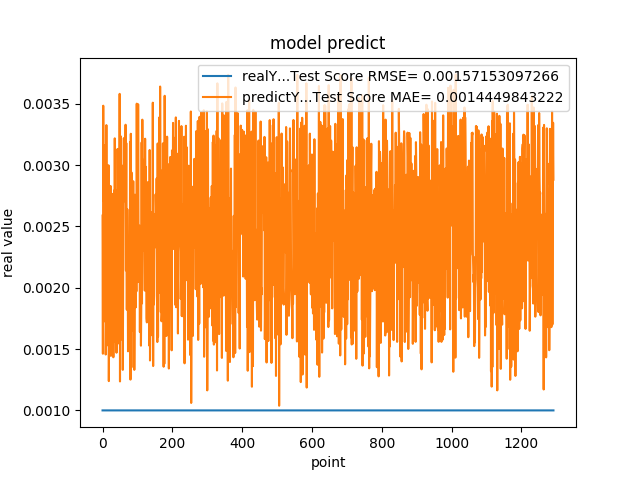 model predict
realY...Test Score RMSE= 0.00157153097266
predictY...Test Score MAE= 0.0014449843222
0.0035
0.0030
0.0025
0.0020
0.0015
0.0010
real value
0 200 400 600 800 1000 1200
point